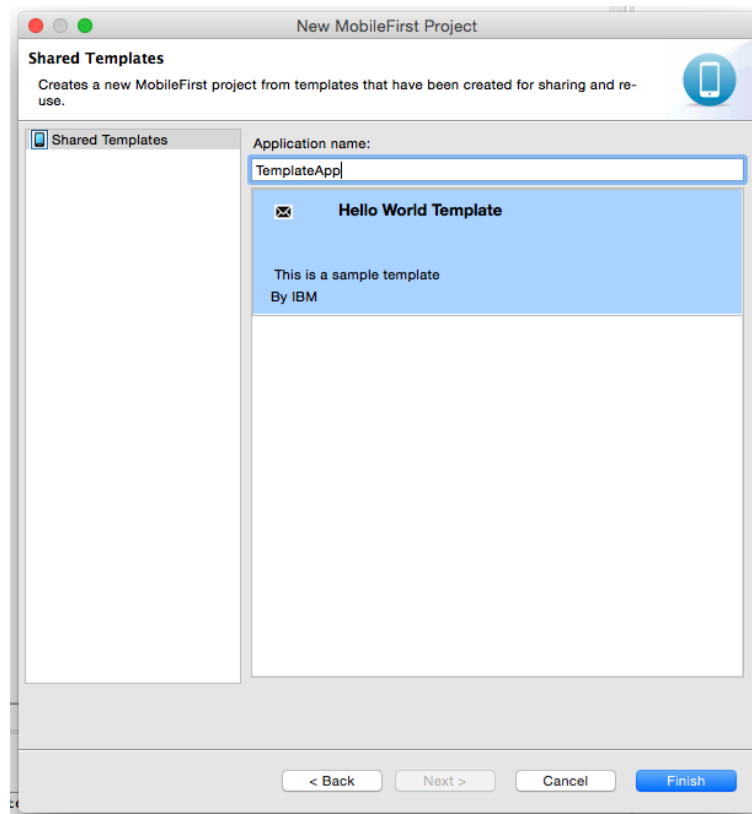 New MobileFirst Project
Shared Templates
Creates a new MobileFirst project from templates that have been created for sharing and re-
use.
Shared Templates
Application name:
TemplateApp
Hello World Template
This is a sample template
By IBM
< Back
Next >
Cancel
Finish